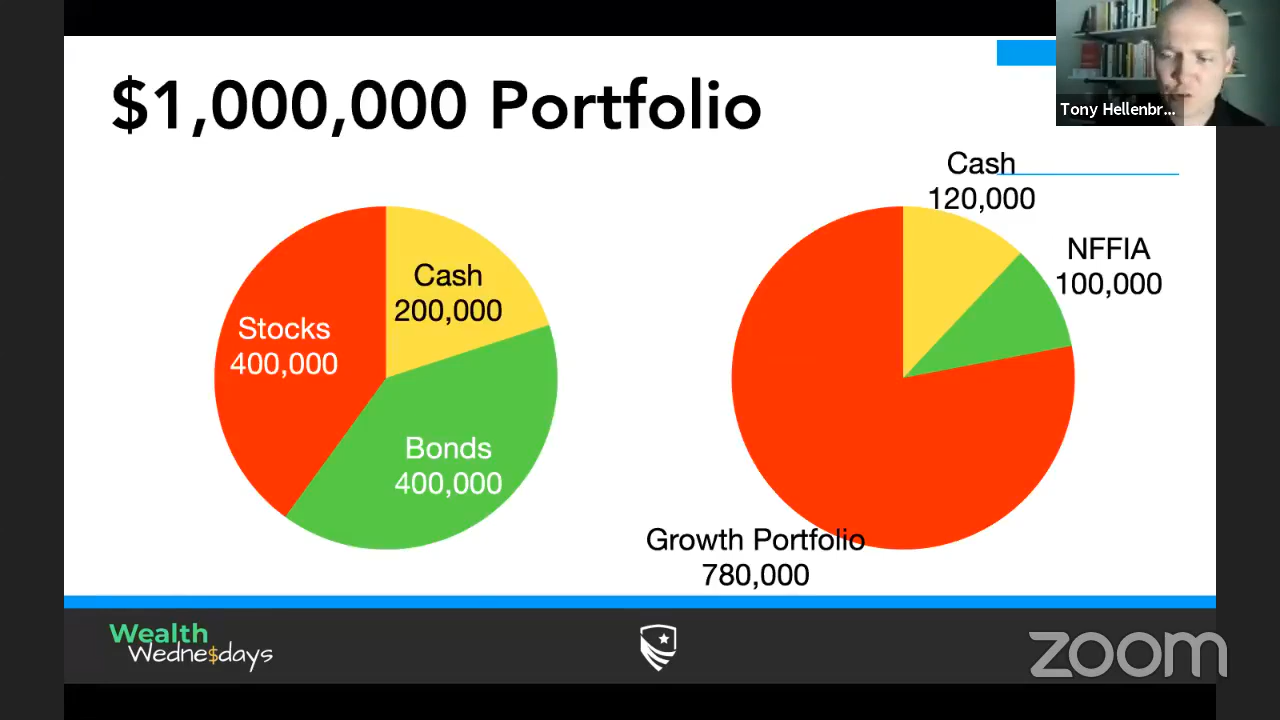 $1,000,000 Portfolio
Tony Hellenbr...
Cash
200,000
Stocks
400,000
Bonds
400,000
Cash
120,000
NFFIA
100,000
Growth Portfolio
780,000
Wealth
Wedne$days
zoom